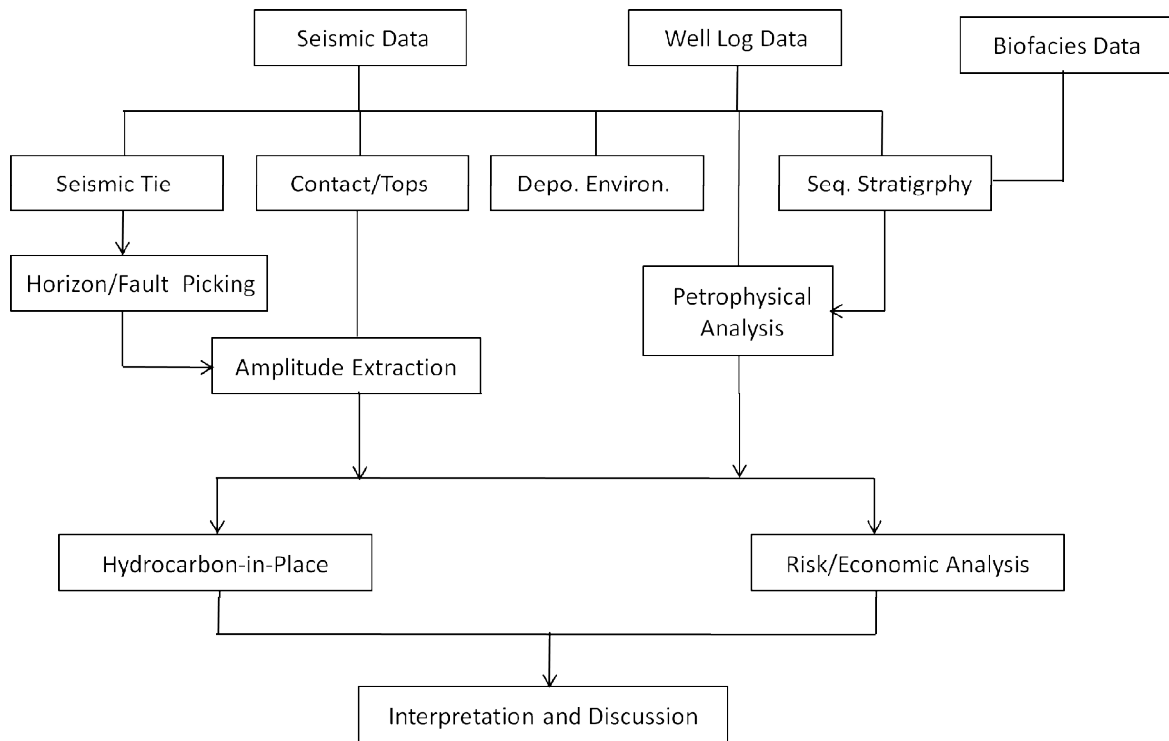 Seismic Data
Well Log Data
Biofacies Data
Seismic Tie
Contact/Tops
Depo. Environ.
Seq. Stratigrphy
Horizon/Fault Picking
Petrophysical
Analysis
Amplitude Extraction
Hydrocarbon-in-Place
Risk/Economic Analysis
Interpretation and Discussion